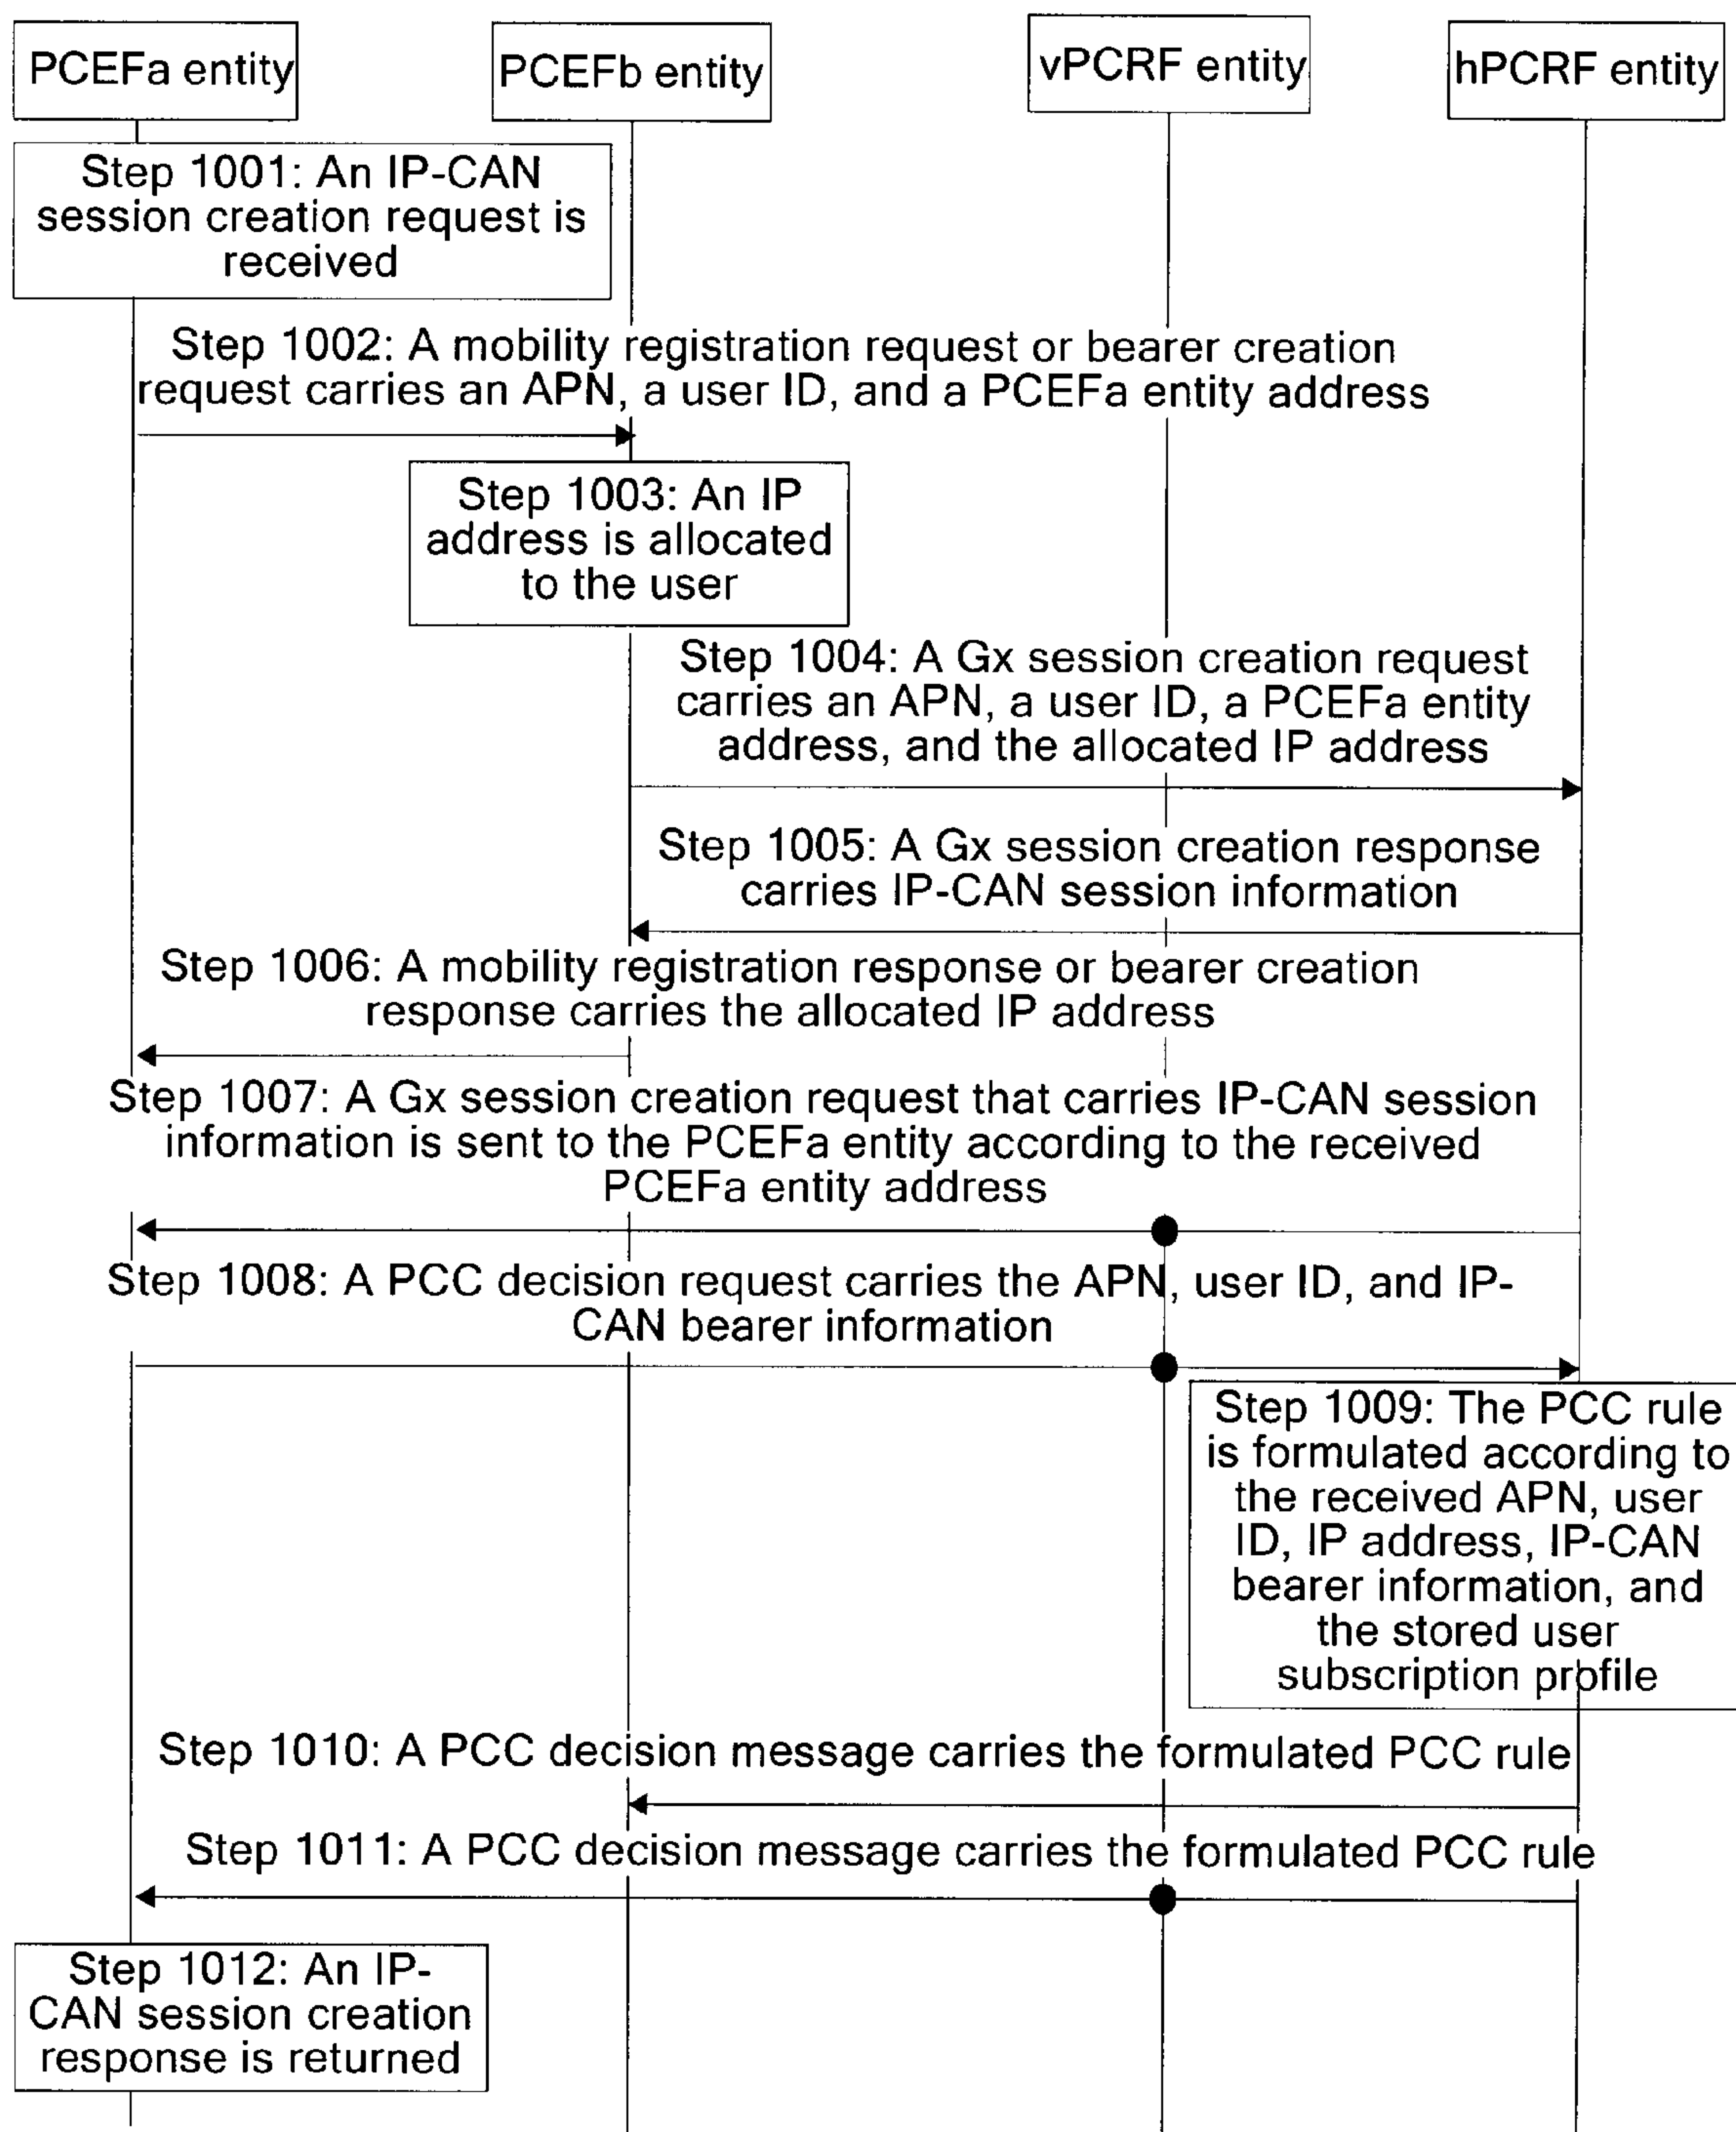 PCEFa entity
PCEFb entity
vPCRF entity
hPCRF entity
Step 1001: An IP-CAN
session creation request is
received
Step 1002: A mobility registration request or bearer creation
request carries an APN, a user ID, and a PCEFa entity address
Step 1003: An IP
address is allocated
to the user
Step 1004: A Gx session creation request
carries an APN, a user ID, a PCEFa entity
address, and the allocated IP address
Step 1005: A Gx session creation response
carries IP-CAN session information
Step 1006: A mobility registration response or bearer creation
response carries the allocated IP address
Step 1007: A Gx session creation request that carries IP-CAN session
information is sent to the PCEFa entity according to the received
PCEFa entity address
Step 1008: A PCC decision request carries the APN, user ID, and IP-
CAN bearer information
Step 1009: The PCC rule
is formulated according to
the received APN, user
ID, IP address, IP-CAN
bearer information, and
the stored user
subscription profile
Step 1010: A PCC decision message carries the formulated PCC rule
Step 1011: A PCC decision message carries the formulated PCC rule
Step 1012: An IP-
CAN session creation
response is returned